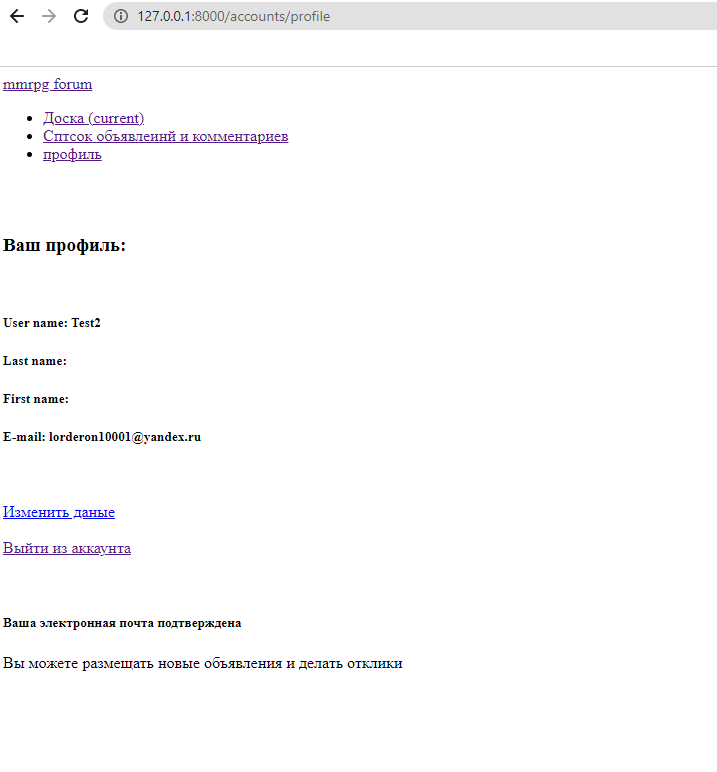 127.0.0.1:8000/accounts/profile
mmrpg forum
Доска (current)
Сптсок объявлеинй и комментариев
профиль
Ваш профиль:
User name: Test2
Last name:
First name:
E-mail: lorderon10001@yandex.ru
Изменить даные
Выйти из аккаунта
Ваша электронная почта подтверждена
Вы можете размещать новые объявления и делать отклики